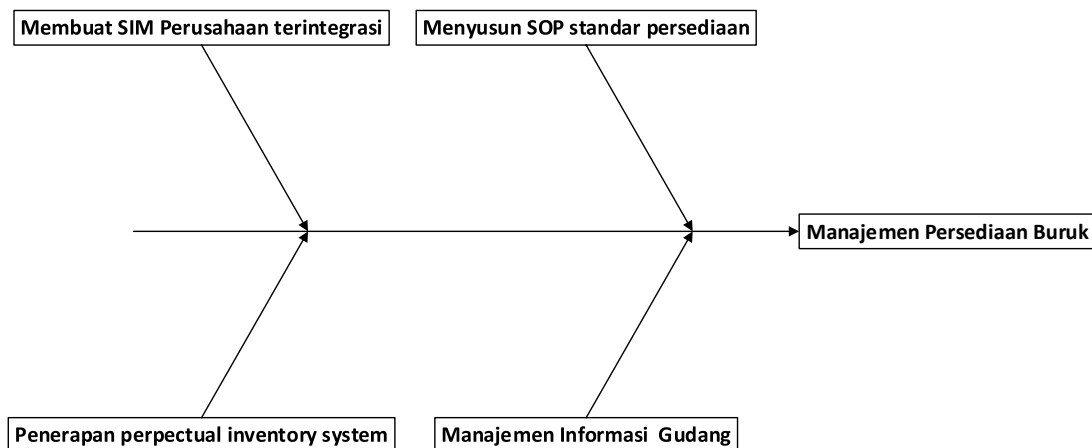 Membuat SIM Perusahaan terintegrasi
Menyusun SOP standar persediaan
Manajemen Persediaan Buruk
Penerapan perpectual inventory system
Manajemen Informasi  Gudang